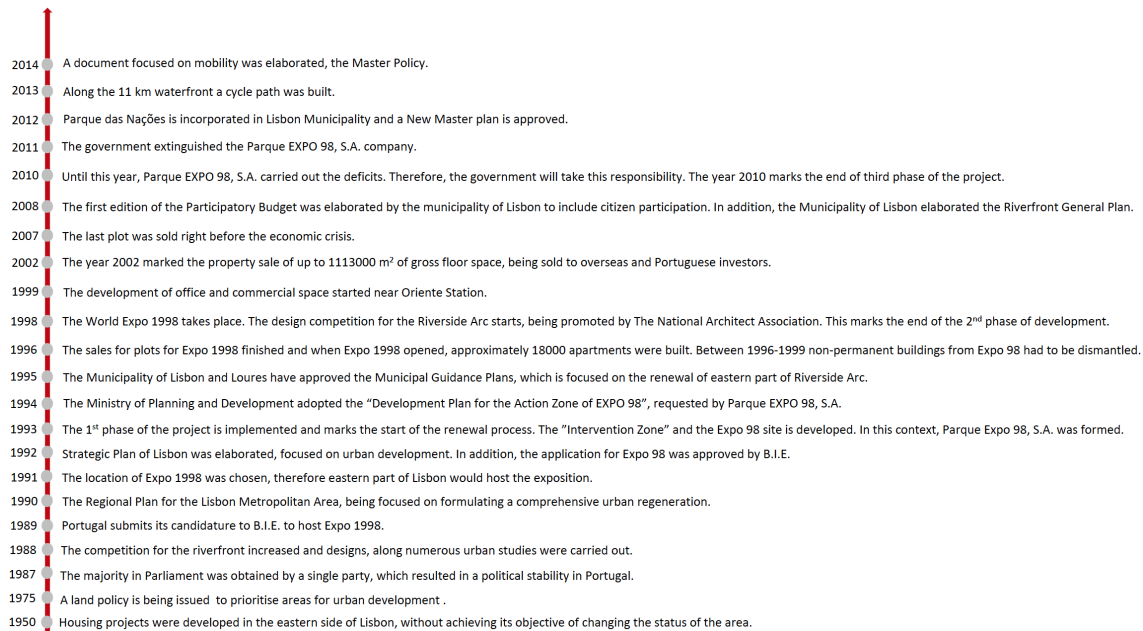 2014 A document focused on mobility was elaborated, the Master Policy.
2013 Along the 11 km waterfront a cycle path was built.
2012 Parque das Nações is incorporated in Lisbon Municipality and a New Master plan is approved.
2011 The government extinguished the Parque EXPO 98, S.A. company.
2010 Until this year, Parque EXPO 98, S.A. carried out the deficits. Therefore, the government will take this responsibility. The year 2010 marks the end of third phase of the project.
2008 The first edition of the Participatory Budget was elaborated by the municipality of Lisbon to include citizen participation. In addition, the Municipality of Lisbon elaborated the Riverfront General Plan.
2007 The last plot was sold right before the economic crisis.
2002 The year 2002 marked the property sale of up to 1113000 m² of gross floor space, being sold to overseas and Portuguese investors.
1999 The development of office and commercial space started near Oriente Station.
1998 The World Expo 1998 takes place. The design competition for the Riverside Arc starts, being promoted by The National Architect Association. This marks the end of the 2nd phase of development.
1996 The sales for plots for Expo 1998 finished and when Expo 1998 opened, approximately 18000 apartments were built. Between 1996-1999 non-permanent buildings from Expo 98 had to be dismantled.
1995 The Municipality of Lisbon and Loures have approved the Municipal Guidance Plans, which is focused on the renewal of eastern part of Riverside Arc.
1994 The Ministry of Planning and Development adopted the “Development Plan for the Action Zone of EXPO 98”, requested by Parque EXPO 98, S.A.
1993 The 1st phase of the project is implemented and marks the start of the renewal process. The ”Intervention Zone” and the Expo 98 site is developed. In this context, Parque Expo 98, S.A. was formed.
1992 Strategic Plan of Lisbon was elaborated, focused on urban development. In addition, the application for Expo 98 was approved by B.I.E.
1991 The location of Expo 1998 was chosen, therefore eastern part of Lisbon would host the exposition.
1990 The Regional Plan for the Lisbon Metropolitan Area, being focused on formulating a comprehensive urban regeneration.
1989 Portugal submits its candidature to B.I.E. to host Expo 1998.
1988 The competition for the riverfront increased and designs, along numerous urban studies were carried out.
1987 The majority in Parliament was obtained by a single party, which resulted in a political stability in Portugal.
1975 A land policy is being issued to prioritise areas for urban development .
1950 Housing projects were developed in the eastern side of Lisbon, without achieving its objective of changing the status of the area.